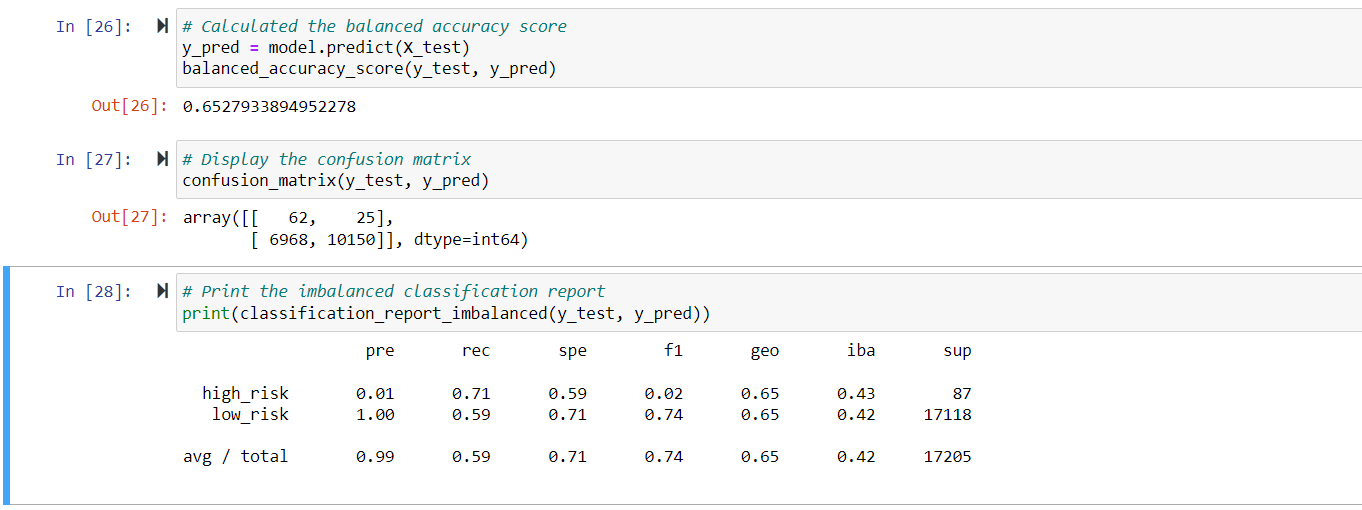 In [26]: # Calculated the balanced accuracy score
y_pred = model.predict(X_test)
balanced_accuracy_score(y_test, y_pred)
Out[26]: 0.6527933894952278
In [27]: # Display the confusion matrix
confusion_matrix(y_test, y_pred)
Out[27]: array([[   62,    25],
       [ 6968, 10150]], dtype=int64)
In [28]: # Print the imbalanced classification report
print(classification_report_imbalanced(y_test, y_pred))
pre rec spe f1 geo iba sup
high_risk 0.01 0.71 0.59 0.02 0.65 0.43 87
low_risk 1.00 0.59 0.71 0.74 0.65 0.42 17118
avg / total 0.99 0.59 0.71 0.74 0.65 0.42 17205